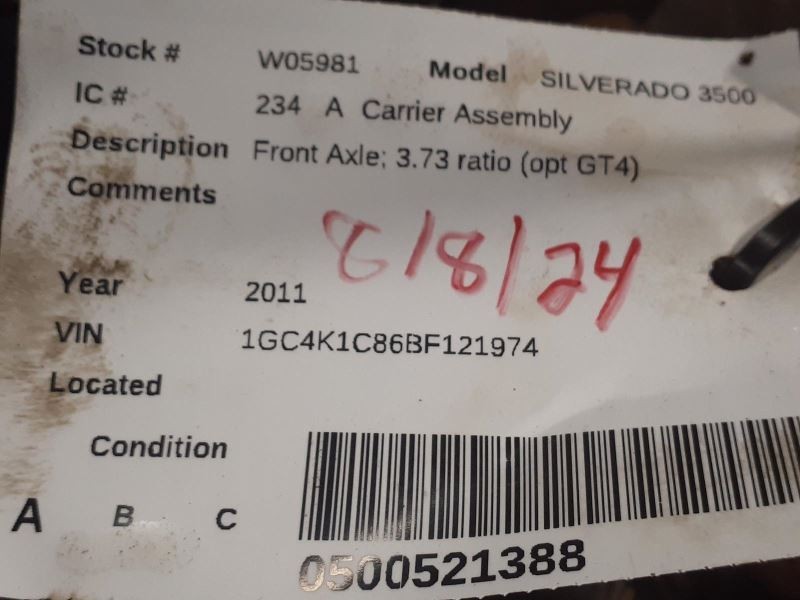 Stock # W05981 Model SILVERADO 3500
IC # 234 A Carrier Assembly
Description Front Axle; 3.73 ratio (opt GT4)
Comments
8/8/24
Year 2011
VIN 1GC4K1C86BF121974
Located
Condition
A B C
0500521388